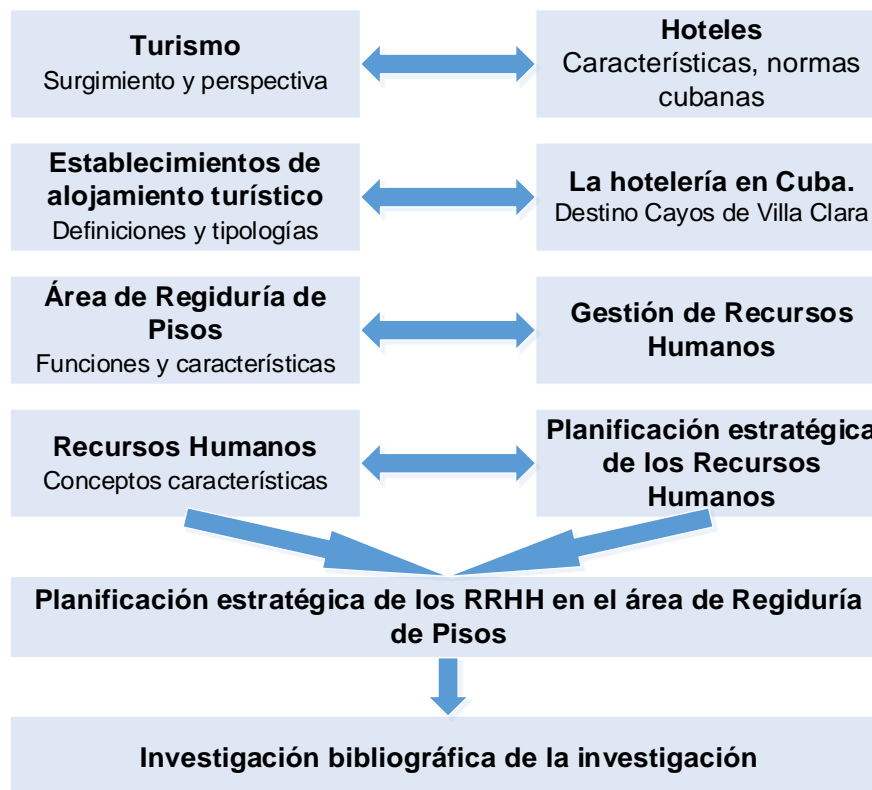 Turismo
Surgimiento y perspectiva
Hoteles
Características, normas
cubanas
Establecimientos de
alojamiento turístico
Definiciones y tipologías
La hotelería en Cuba.
Destino Cayos de Villa Clara
Área de Regiduría de
Pisos
Funciones y características
Gestión de Recursos
Humanos
Recursos Humanos
Conceptos características
Planificación estratégica
de los Recursos
Humanos
Planificación estratégica de los RRHH en el área de Regiduría
de Pisos
Investigación bibliográfica de la investigación